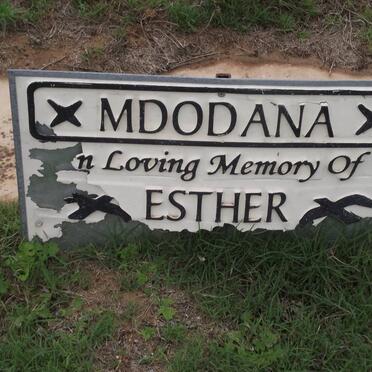 MDODANA
n Loving Memory Of
ESTHER